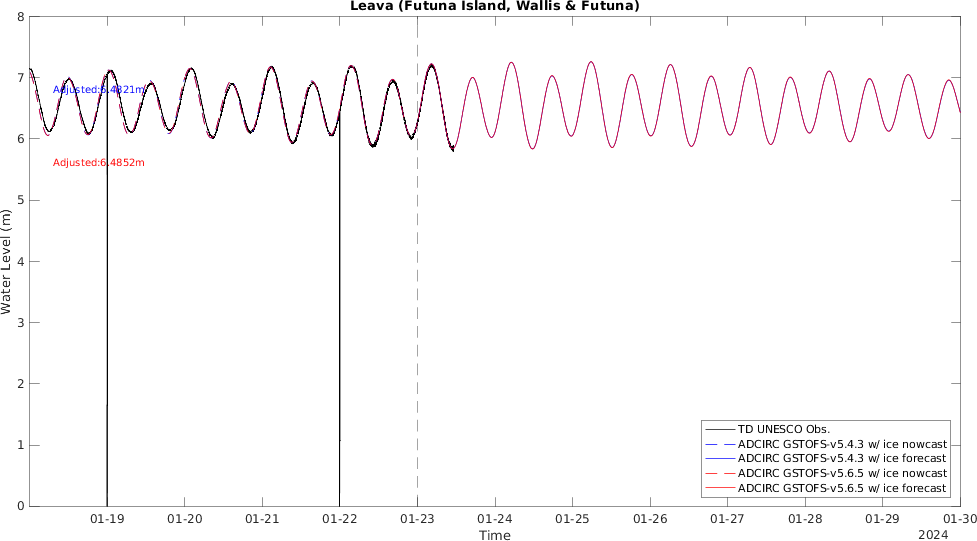 Leava (Futuna Island, Wallis & Futuna)
8
7
6
5
4
3
2
1
0
Water Level (m)
Adjusted:6.4821m
Adjusted:6.4852m
TD UNESCO Obs.
ADCIRC GSTOFS-v5.4.3 w/ ice nowcast
ADCIRC GSTOFS-v5.4.3 w/ ice forecast
ADCIRC GSTOFS-v5.6.5 w/ ice nowcast
ADCIRC GSTOFS-v5.6.5 w/ ice forecast
01-19 01-20 01-21 01-22 01-23 01-24 01-25 01-26 01-27 01-28 01-29 01-30
Time
2024